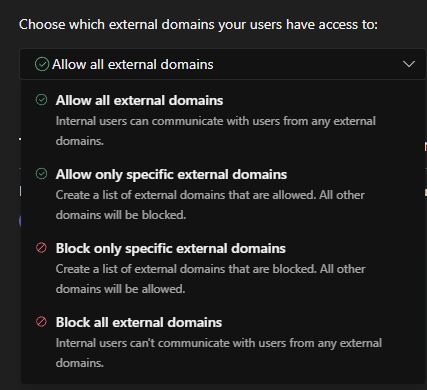 Choose which external domains your users have access to:
Allow all external domains
Allow all external domains
Internal users can communicate with users from any external
domains.
Allow only specific external domains
Create a list of external domains that are allowed. All other
domains will be blocked.
Block only specific external domains
Create a list of external domains that are blocked. All other
domains will be allowed.
Block all external domains
Internal users can't communicate with users from any external
domains.